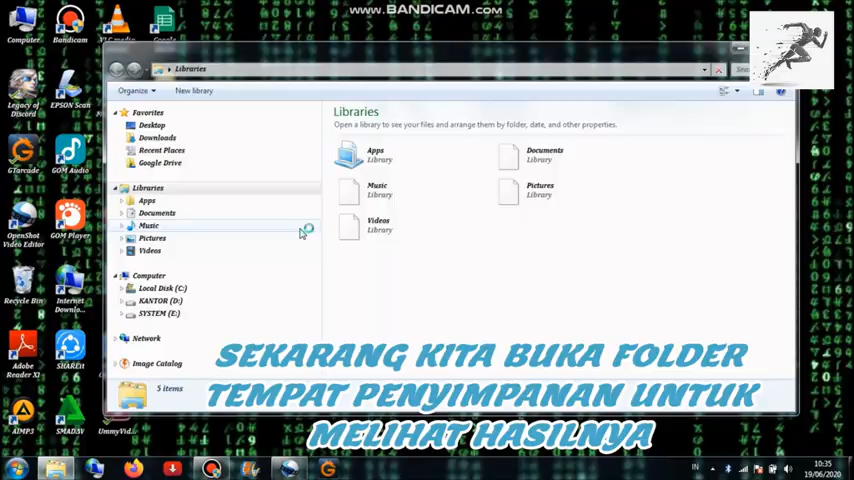 WWW.BANDICAM.COM
Computer
Bandicam
VLC media
Google
Legacy of
Discord
EPSON Scan
GTarcade
GOM Audio
OpenShot
Video Editor
GOM Player
Recycle Bin
Internet
Downlo...
Adobe
Reader XI
SHAREit
AIMP3
SMADAV
UmmyVid...
Libraries
Organize
New library
Favorites
Desktop
Downloads
Recent Places
Google Drive
Libraries
Apps
Documents
Music
Pictures
Videos
Computer
Local Disk (C:)
KANTOR (D:)
SYSTEM (E:)
Network
Image Catalog
Libraries
Open a library to see your files and arrange them by folder, date, and other properties.
Apps
Library
Documents
Library
Music
Library
Pictures
Library
Videos
Library
5 items
SEKARANG KITA BUKA FOLDER
TEMPAT PENYIMPANAN UNTUK
MELIHAT HASILNYA
IN
10:35
19/06/2020